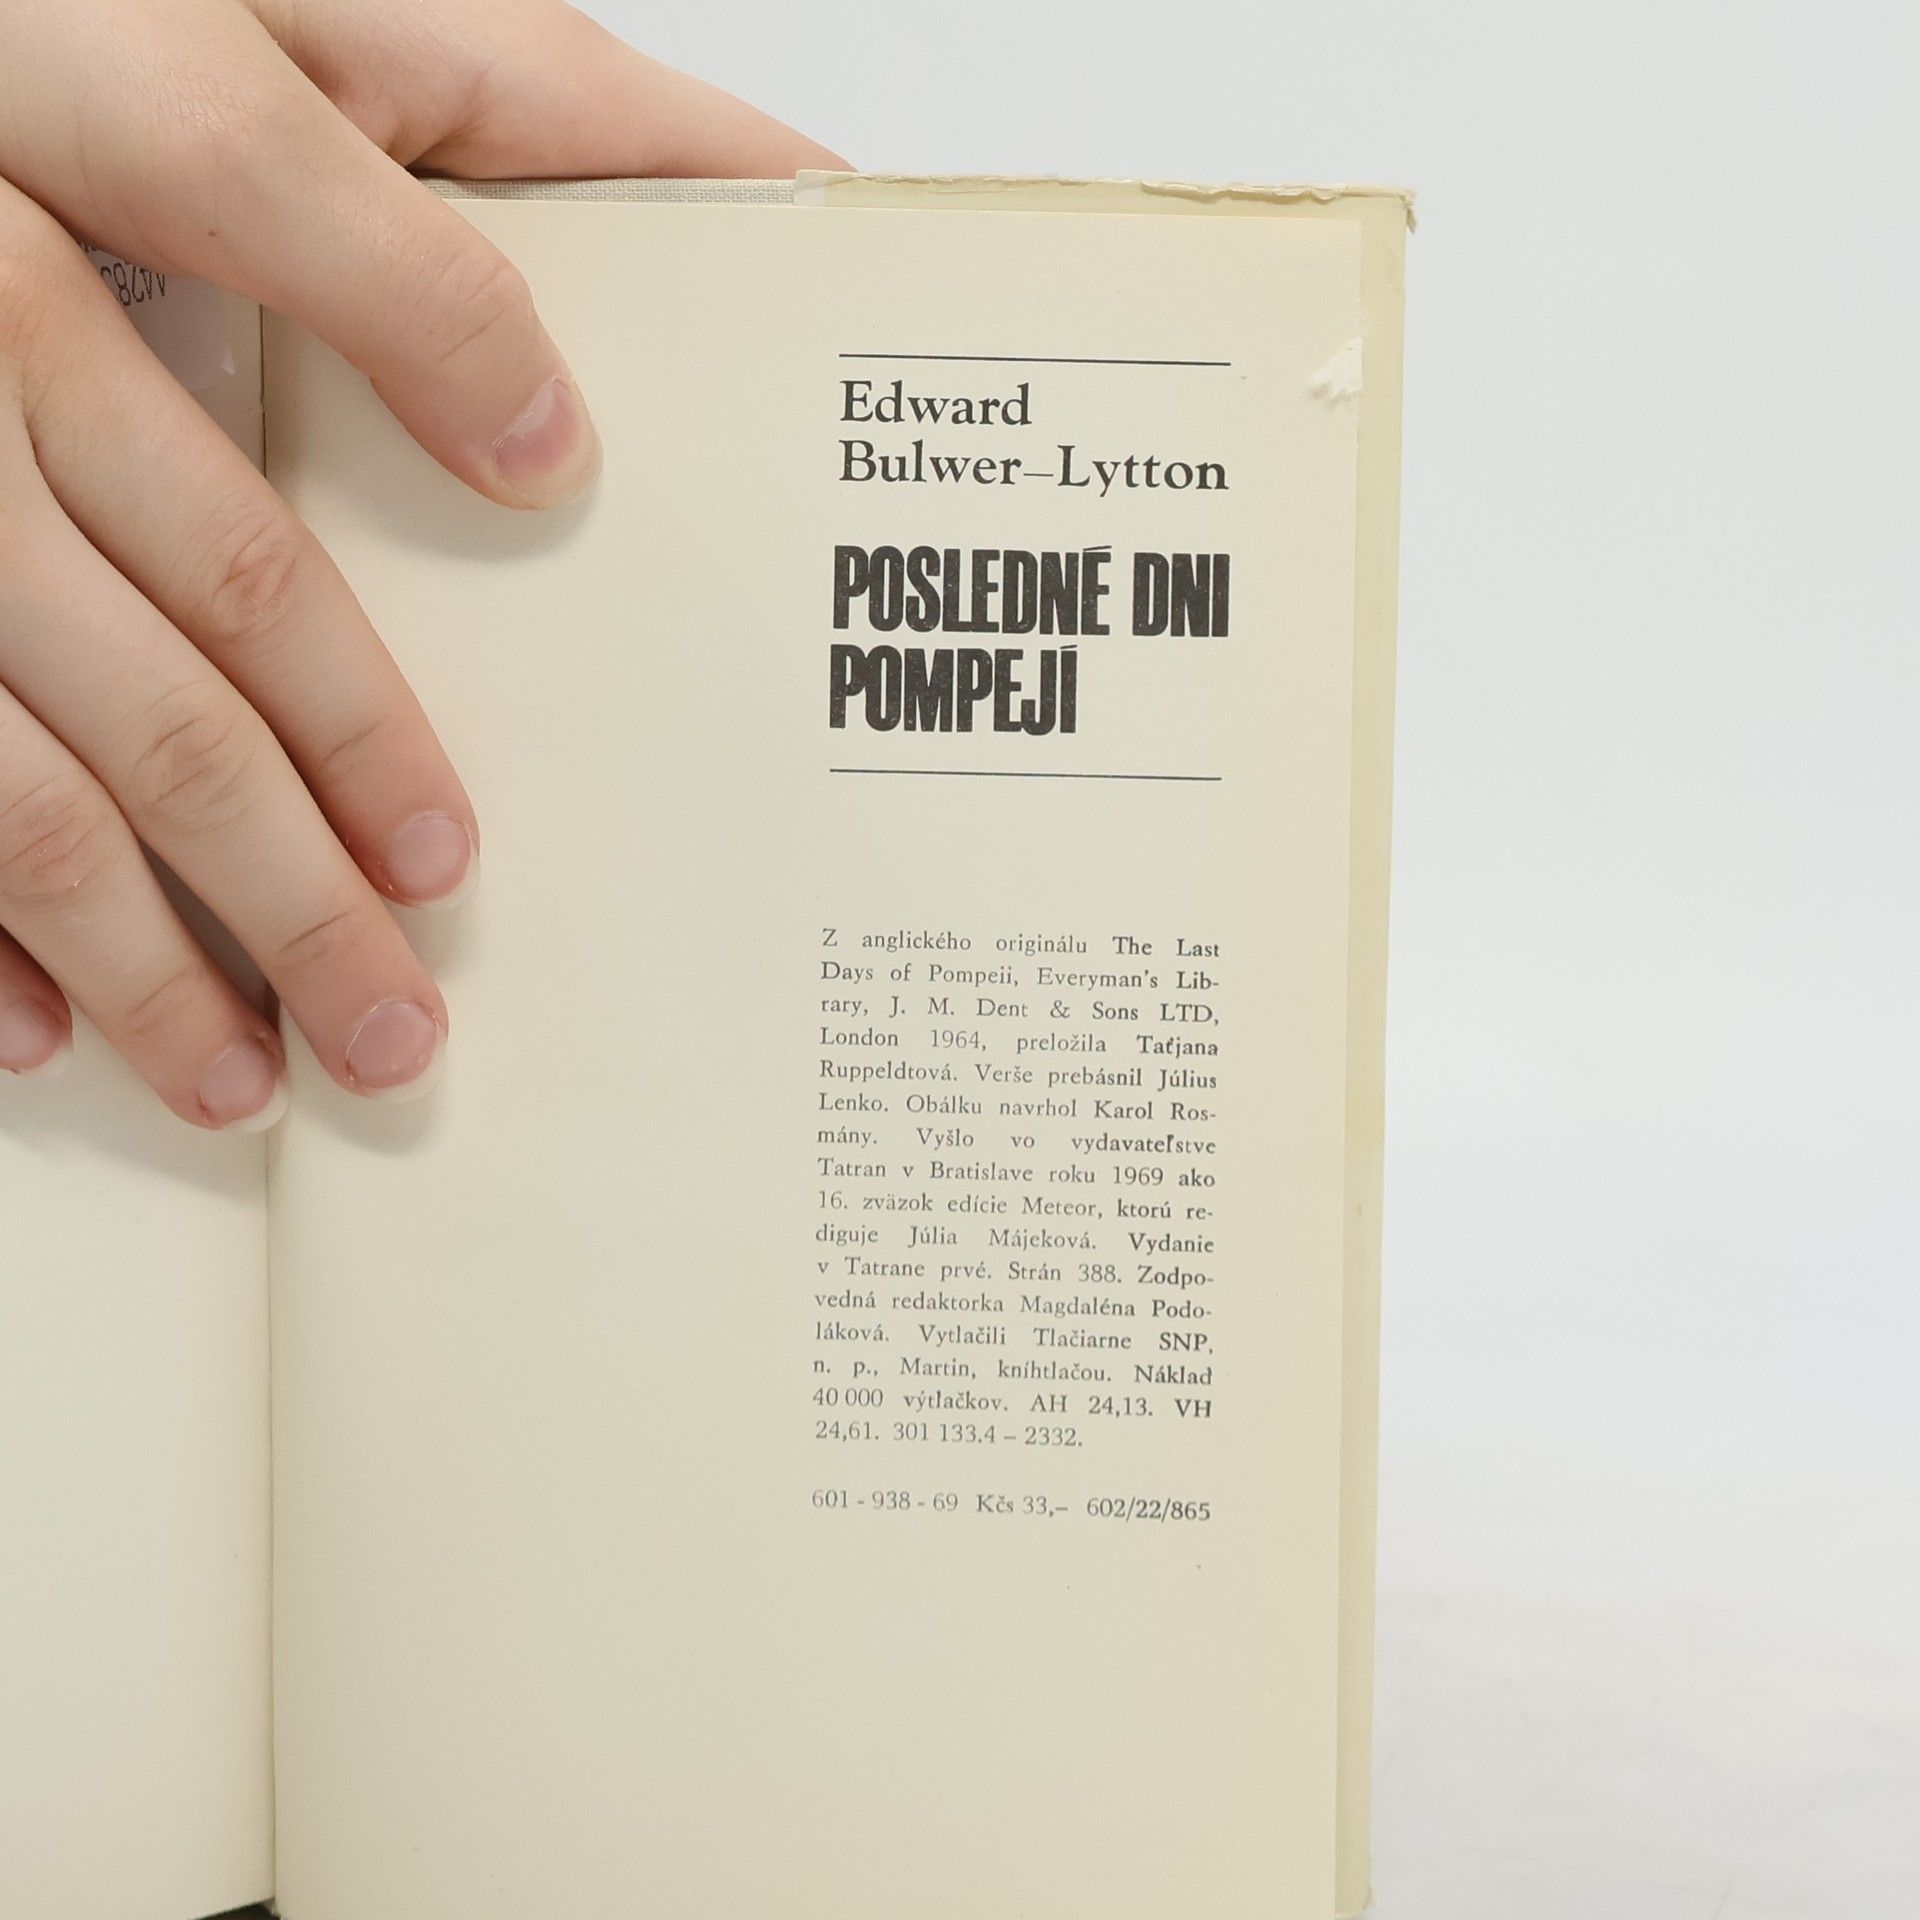 Edward
Bulwer–Lytton
POSLEDNÉ DNI
POMPEJÍ
Z anglického originálu The Last
Days of Pompeii, Everyman's Lib-
rary, J. M. Dent & Sons LTD,
London 1964, preložila Taťjana
Ruppeldtová. Verše prebásnil Július
Lenko. Obálku navrhol Karol Ros-
mány. Vyšlo vo vydavateľstve
Tatran v Bratislave roku 1969 ako
16. zväzok edície Meteor, ktorú re-
diguje Júlia Májeková. Vydanie
v Tatrane prvé. Strán 388. Zodpo-
vedná redaktorka Magdaléna Podo-
láková. Vytlačili Tlačiarne SNP,
n. p., Martin, kníhtlačou. Náklad
40 000 výtlačkov. AH 24,13. VH
24,61. 301 133.4 – 2332.
601 - 938 - 69 Kčs 33,– 602/22/865